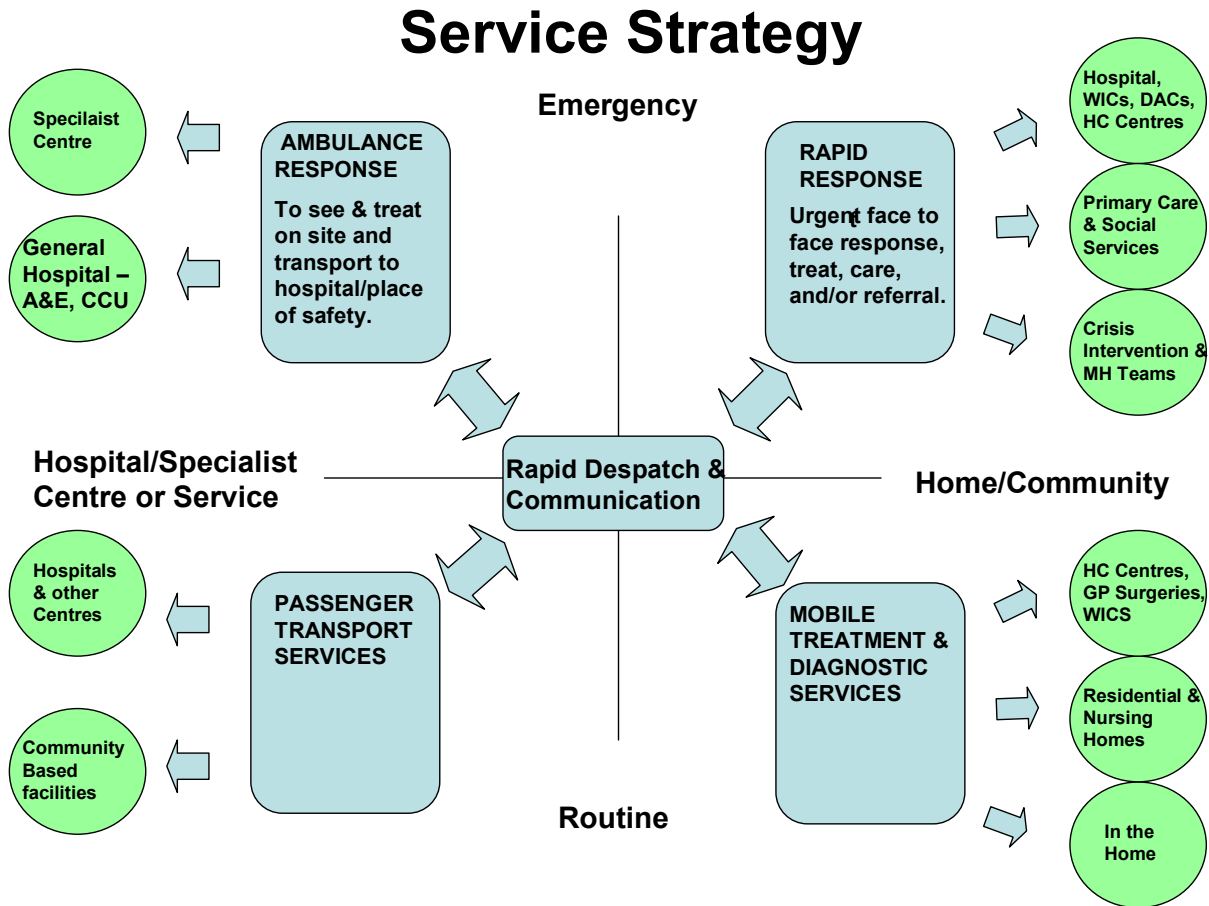 Service Strategy
Emergency
Specilaist
Centre
General
Hospital –
A&E, CCU
AMBULANCE
RESPONSE
To see & treat
on site and
transport to
hospital/place
of safety.
RAPID
RESPONSE
Urgent face to
face response,
treat, care,
and/or referral.
Hospital,
WICs, DACs,
HC Centres
Primary Care
& Social
Services
Crisis
Intervention &
MH Teams
Hospital/Specialist
Centre or Service
Rapid Despatch &
Communication
Home/Community
Hospitals
& other
Centres
Community
Based
facilities
PASSENGER
TRANSPORT
SERVICES
MOBILE
TREATMENT &
DIAGNOSTIC
SERVICES
HC Centres,
GP Surgeries,
WICS
Residential &
Nursing
Homes
In the
Home
Routine